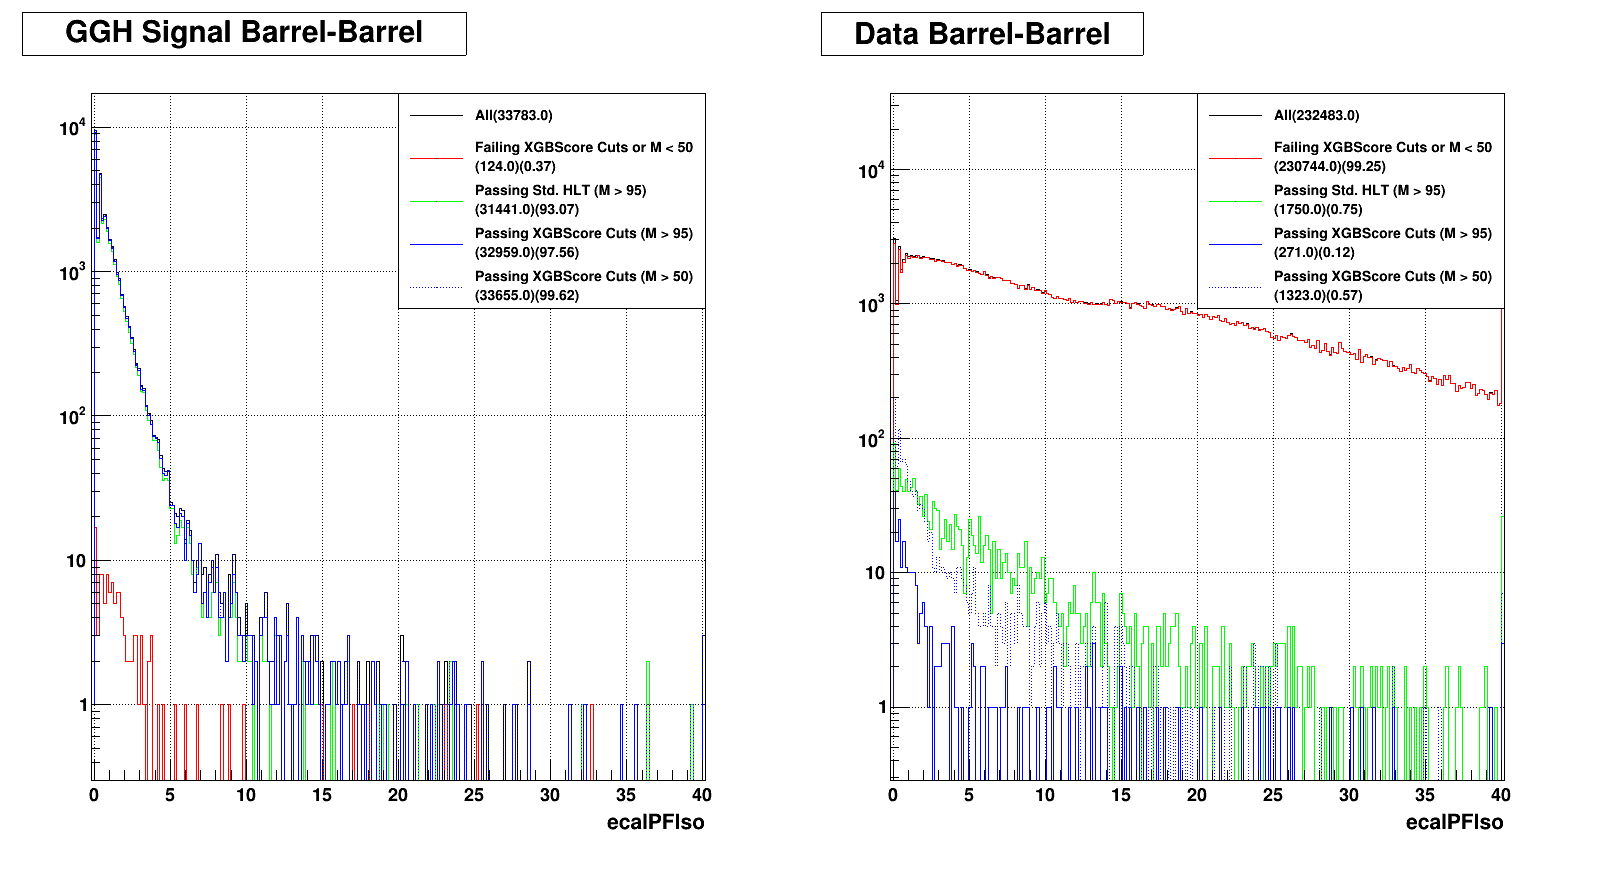 GGH Signal Barrel-Barrel
All(33783.0)
Failing XGBScore Cuts or M < 50
(124.0)(0.37)
Passing Std. HLT (M > 95)
(31441.0)(93.07)
Passing XGBScore Cuts (M > 95)
(32959.0)(97.56)
Passing XGBScore Cuts (M > 50)
(33655.0)(99.62)
10^4
10^3
10^2
10
1
0 5 10 15 20 25 30 35 40
ecalPFIso
Data Barrel-Barrel
All(232483.0)
Failing XGBScore Cuts or M < 50
(230744.0)(99.25)
Passing Std. HLT (M > 95)
(1750.0)(0.75)
Passing XGBScore Cuts (M > 95)
(271.0)(0.12)
Passing XGBScore Cuts (M > 50)
(1323.0)(0.57)
10^4
10^3
10^2
10
1
0 5 10 15 20 25 30 35 40
ecalPFIso